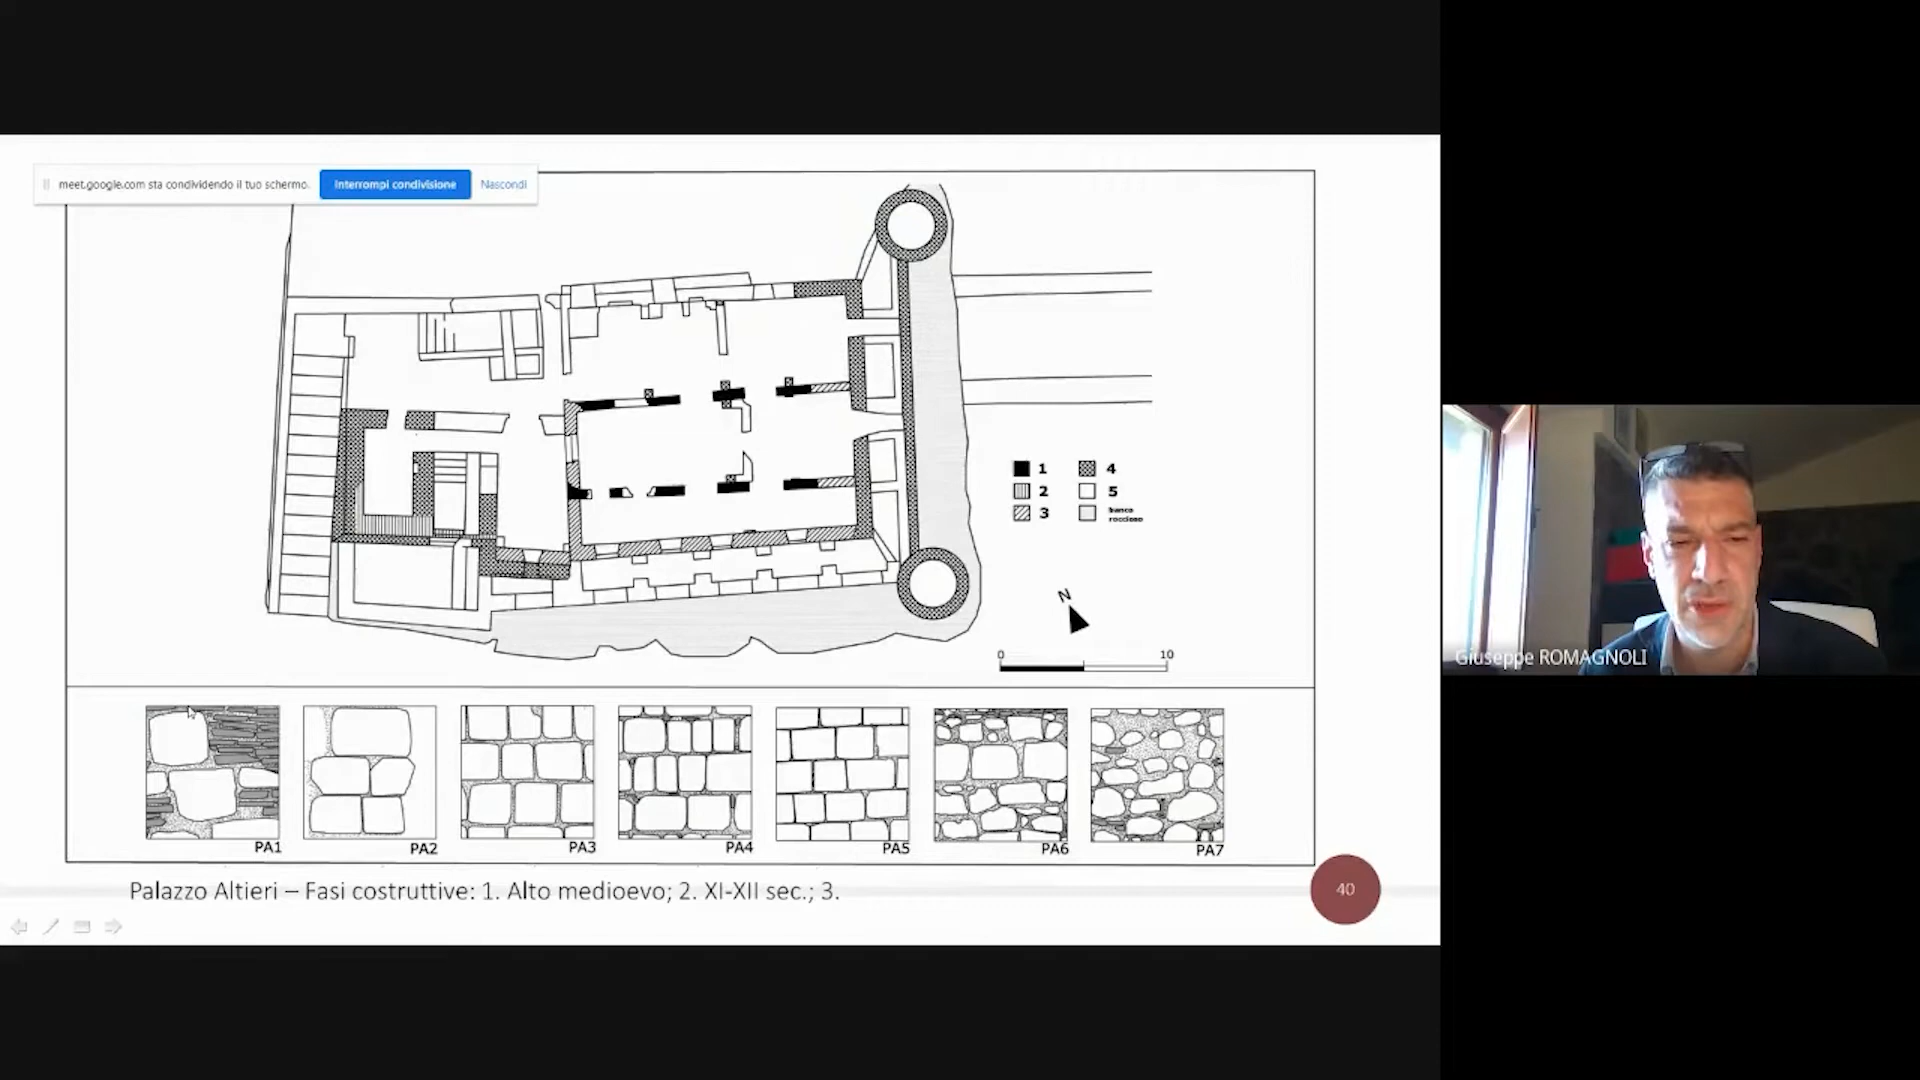 meet.google.com sta condividendo il tuo schermo.
Interrompi condivisione
Nascondi
1
2
3
4
5
banco
roccioso
N
0
10
PA1
PA2
PA3
PA4
PA5
PA6
PA7
Palazzo Altieri – Fasi costruttive: 1. Alto medioevo; 2. XI-XII sec.; 3.
40
Giuseppe ROMAGNOLI